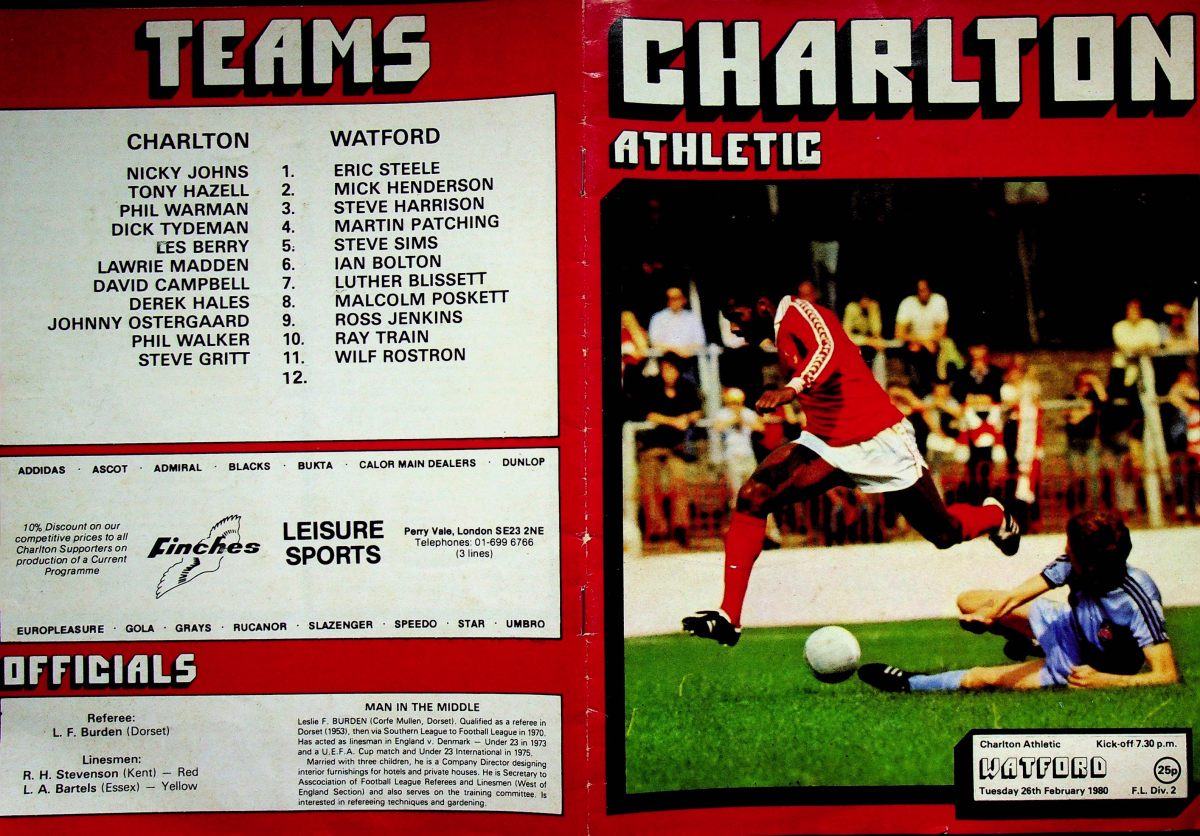 TEAMS
CHARLTON WATFORD
NICKY JOHNS 1. ERIC STEELE
TONY HAZELL 2. MICK HENDERSON
PHIL WARMAN 3. STEVE HARRISON
DICK TYDEMAN 4. MARTIN PATCHING
LES BERRY 5. STEVE SIMS
LAWRIE MADDEN 6. IAN BOLTON
DAVID CAMPBELL 7. LUTHER BLISSETT
DEREK HALES 8. MALCOLM POSKETT
JOHNNY OSTERGAARD 9. ROSS JENKINS
PHIL WALKER 10. RAY TRAIN
STEVE GRITT 11. WILF ROSTRON
12.
ADDIDAS · ASCOT · ADMIRAL · BLACKS · BUKTA · CALOR MAIN DEALERS · DUNLOP
10% Discount on our
competitive prices to all
Charlton Supporters on
production of a Current
Programme
Finches
LEISURE
SPORTS
Perry Vale, London SE23 2NE
Telephones: 01-699 6766
(3 lines)
EUROPLEASURE · GOLA · GRAYS · RUCANOR · SLAZENGER · SPEEDO · STAR · UMBRO
OFFICIALS
Referee:
L. F. Burden (Dorset)
Linesmen:
R. H. Stevenson (Kent) — Red
L. A. Bartels (Essex) — Yellow
MAN IN THE MIDDLE
Leslie F. BURDEN (Corfe Mullen, Dorset). Qualified as a referee in
Dorset (1953), then via Southern League to Football League in 1970.
Has acted as linesman in England v. Denmark — Under 23 in 1973
and a U.E.F.A. Cup match and Under 23 International in 1975.
Married with three children, he is a Company Director designing
interior furnishings for hotels and private houses. He is Secretary to
Asscociation of Football League Referees and Linesmen (West of
England Section) and also serves on the training committee. Is
interested in refereeing techniques and gardening.
CHARLTON
ATHLETIC
Charlton Athletic Kick-off 7.30 p.m.
WATFORD
25p
Tuesday 26th February 1980 F.L. Div. 2